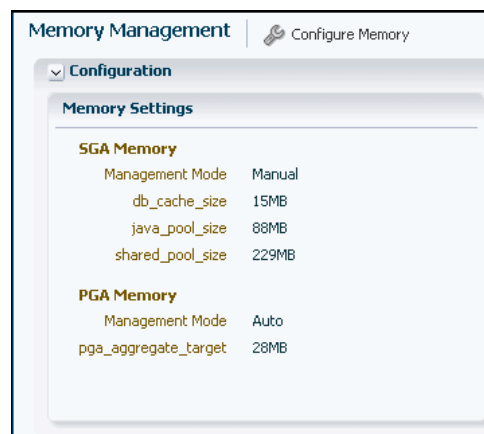 Memory Management Configure Memory
Configuration
Memory Settings
SGA Memory
Management Mode Manual
db_cache_size 15MB
java_pool_size 88MB
shared_pool_size 229MB
PGA Memory
Management Mode Auto
pga_aggregate_target 28MB